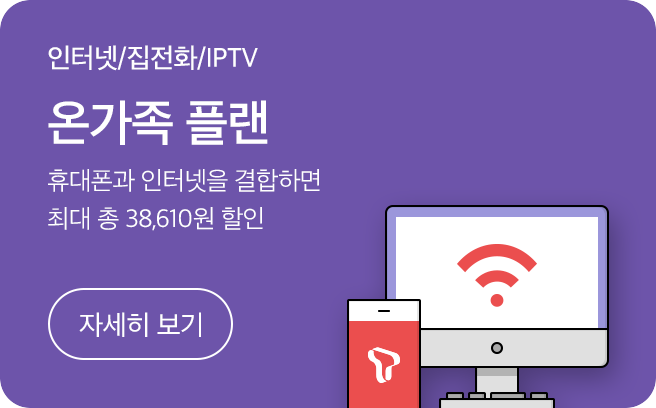 인터넷/집전화/IPTV
온가족 플랜
휴대폰과 인터넷을 결합하면
최대 총 38,610원 할인
자세히 보기